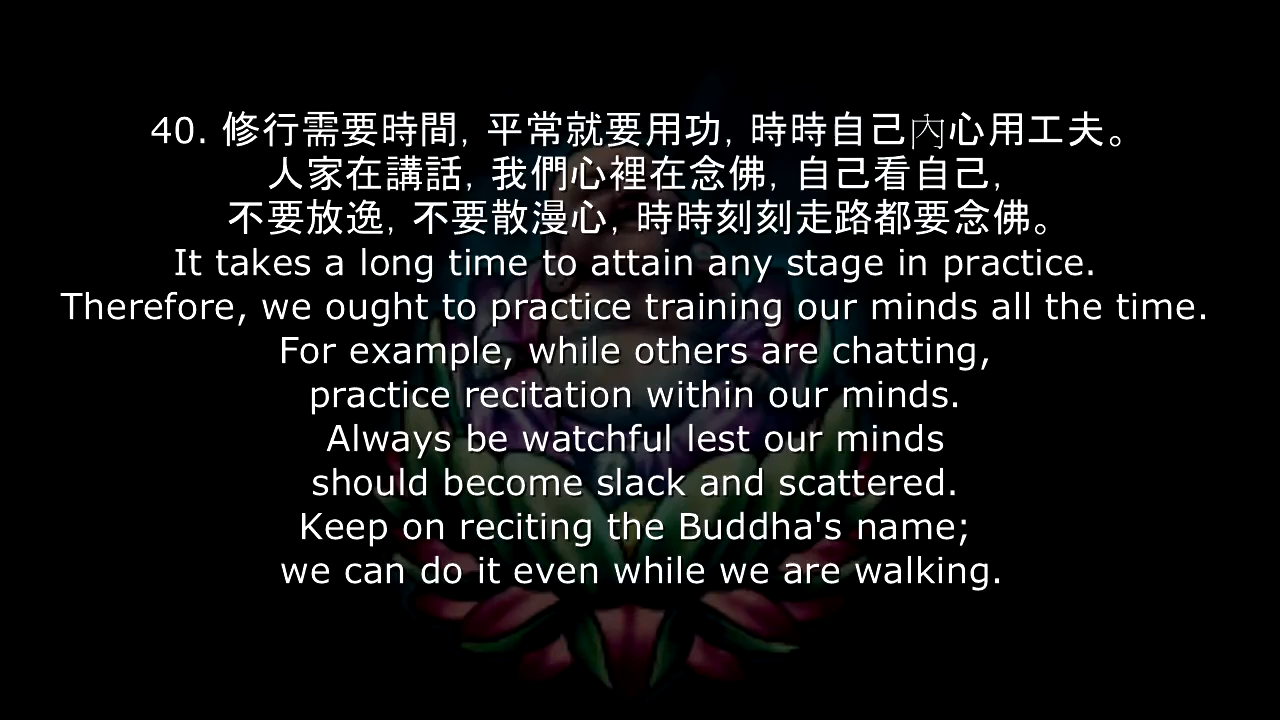 40. 修行需要時間, 平常就要用功, 時時自己內心用工夫。
人家在講話, 我們心裡在念佛, 自己看自己,
不要放逸, 不要散漫心, 時時刻刻走路都要念佛。
It takes a long time to attain any stage in practice.
Therefore, we ought to practice training our minds all the time.
For example, while others are chatting,
practice recitation within our minds.
Always be watchful lest our minds
should become slack and scattered.
Keep on reciting the Buddha's name;
we can do it even while we are walking.